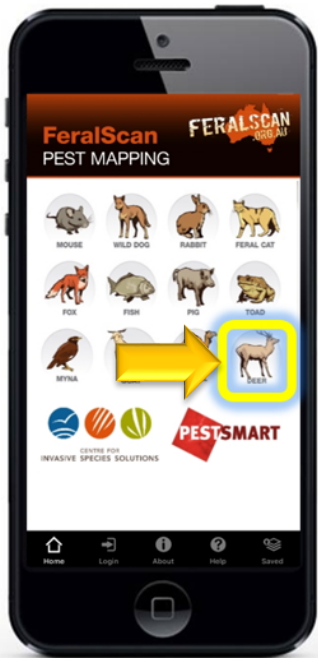 FeralScan
PEST MAPPING
FERALSCAN
.ORG.AU
MOUSE
WILD DOG
RABBIT
FERAL CAT
FOX
FISH
PIG
TOAD
MYNA
DEER
CENTRE FOR
INVASIVE SPECIES SOLUTIONS
PESTSMART
Home
Login
About
Help
Saved